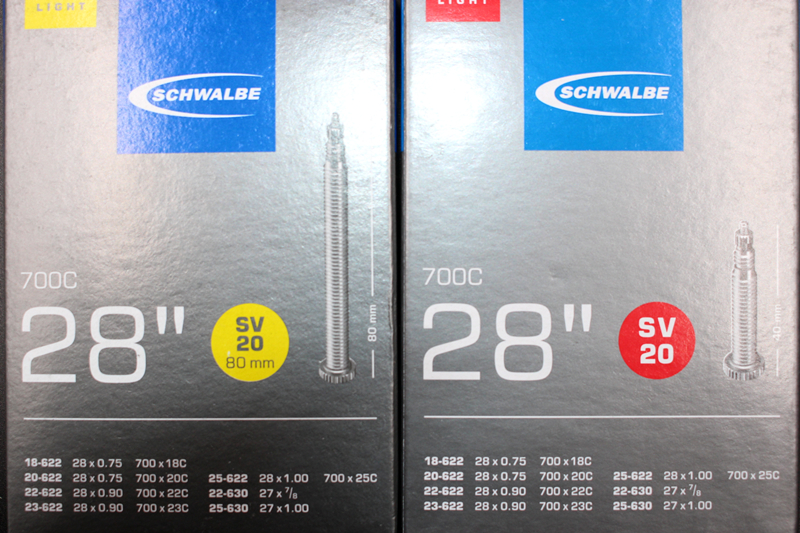 LIGHT
SCHWALBE
700C
28"
SV
20
80 mm
80 mm
18-622 28 x 0.75 700 x 18C
20-622 28 x 0.75 700 x 20C 25-622 28 x 1.00 700 x 25C
22-622 28 x 0.90 700 x 22C 22-630 27 x 7/8
23-622 28 x 0.90 700 x 23C 25-630 27 x 1.00
LIGHT
SCHWALBE
700C
28"
SV
20
40 mm
18-622 28 x 0.75 700 x 18C
20-622 28 x 0.75 700 x 20C 25-622 28 x 1.00 700 x 25C
22-622 28 x 0.90 700 x 22C 22-630 27 x 7/8
23-622 28 x 0.90 700 x 23C 25-630 27 x 1.00